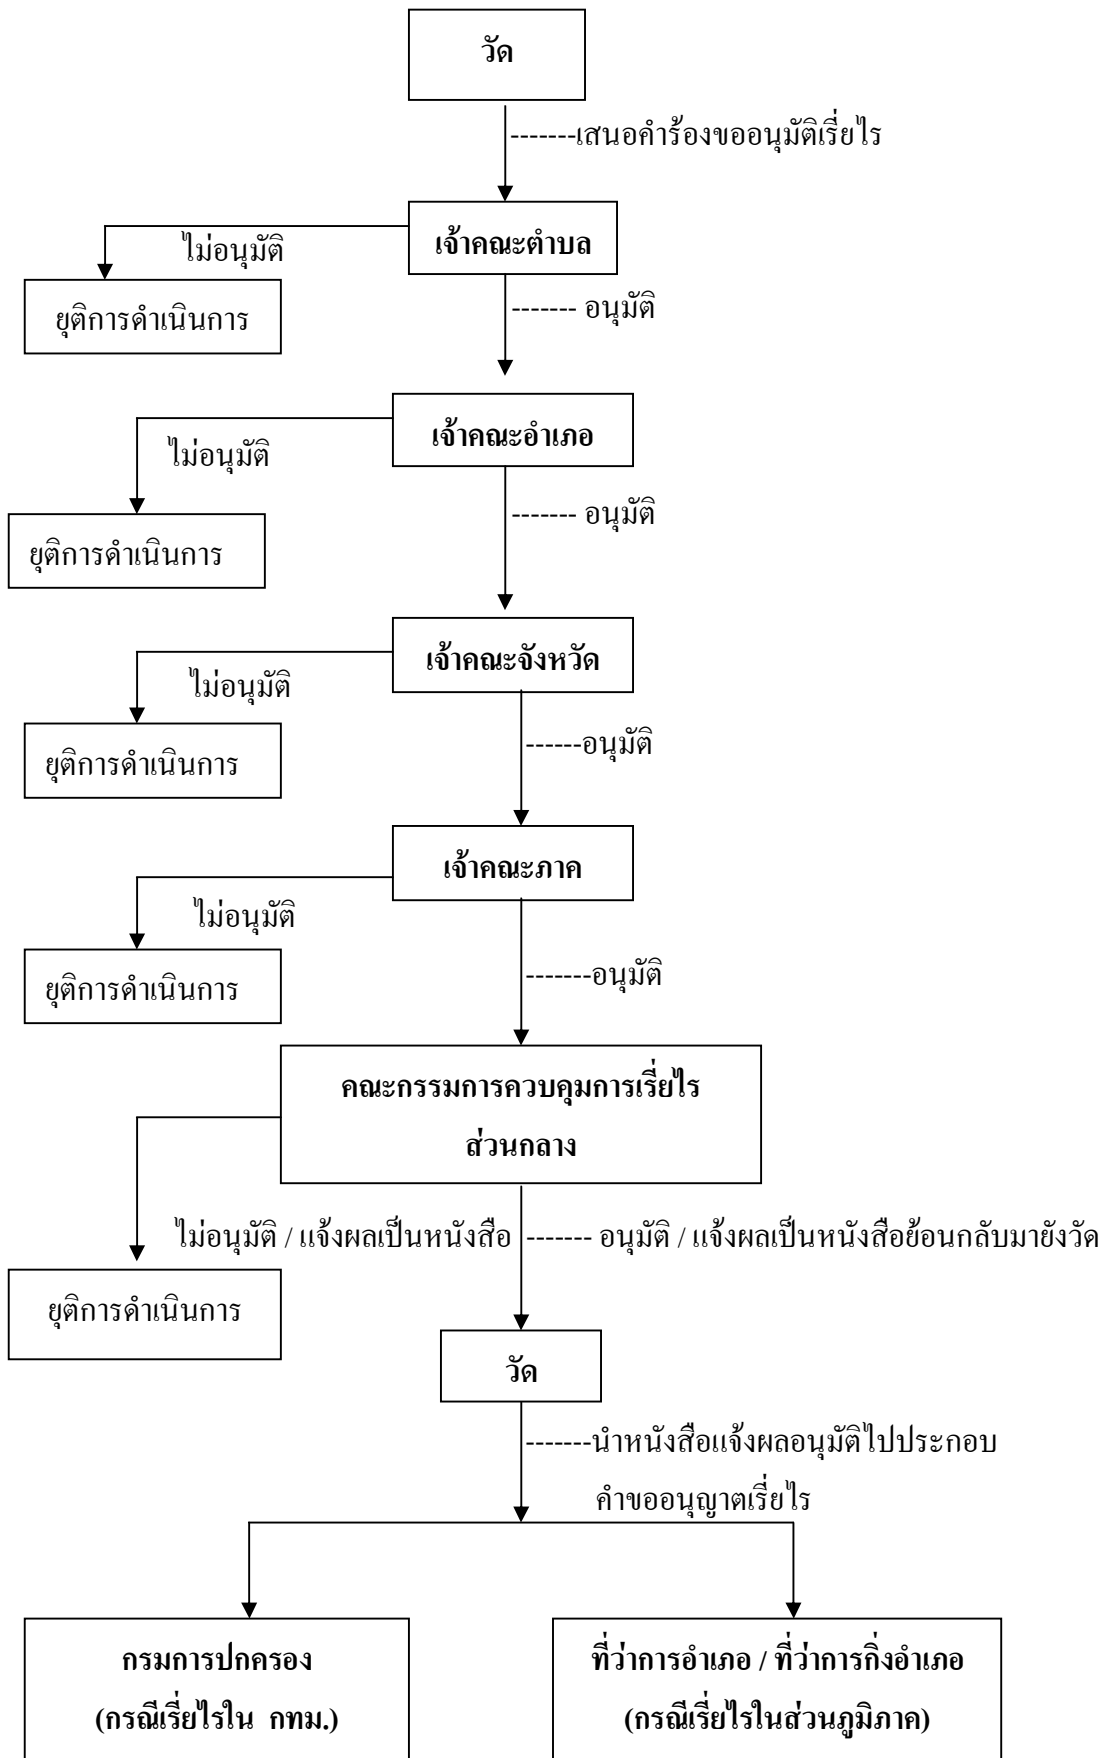 วัด
-------เสนอคำร้องขออนุมัติเรี่ยไร
เจ้าคณะตำบล
ไม่อนุมัติ
ยุติการดำเนินการ
------- อนุมัติ
เจ้าคณะอำเภอ
ไม่อนุมัติ
------- อนุมัติ
ยุติการดำเนินการ
เจ้าคณะจังหวัด
ไม่อนุมัติ
------อนุมัติ
ยุติการดำเนินการ
เจ้าคณะภาค
ไม่อนุมัติ
-------อนุมัติ
ยุติการดำเนินการ
คณะกรรมการควบคุมการเรี่ยไร
ส่วนกลาง
ไม่อนุมัติ / แจ้งผลเป็นหนังสือ
------- อนุมัติ / แจ้งผลเป็นหนังสือย้อนกลับมายังวัด
ยุติการดำเนินการ
วัด
-------นำหนังสือแจ้งผลอนุมัติไปประกอบ
คำขออนุญาตเรี่ยไร
กรมการปกครอง
(กรณีเรี่ยไรใน กทม.)
ที่ว่าการอำเภอ / ที่ว่าการกิ่งอำเภอ
(กรณีเรี่ยไรในส่วนภูมิภาค)